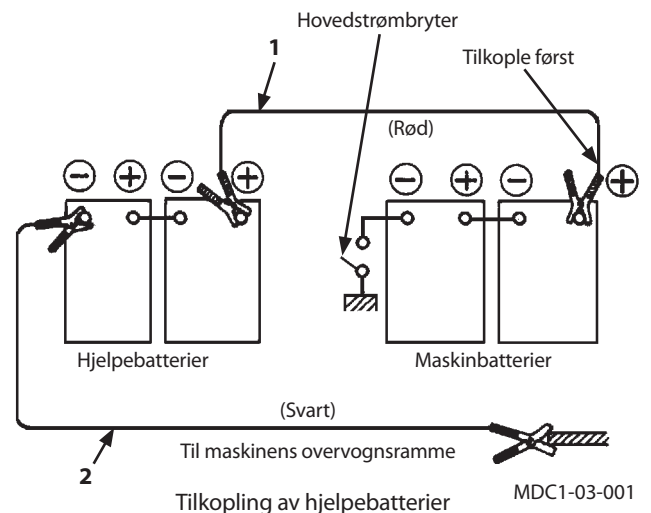 Hovedstrømbryter
1
Tilkople først
(Rød)
− + − +
− + − +
Hjelpebatterier
Maskinbatterier
(Svart)
Til maskinens overvognsramme
2
Tilkopling av hjelpebatterier
MDC1-03-001